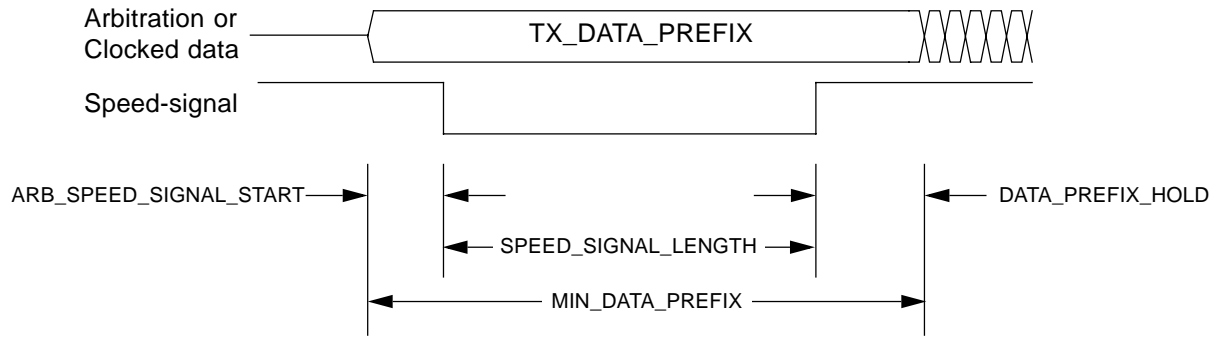 Arbitration or
Clocked data
TX_DATA_PREFIX
Speed-signal
ARB_SPEED_SIGNAL_START
DATA_PREFIX_HOLD
SPEED_SIGNAL_LENGTH
MIN_DATA_PREFIX